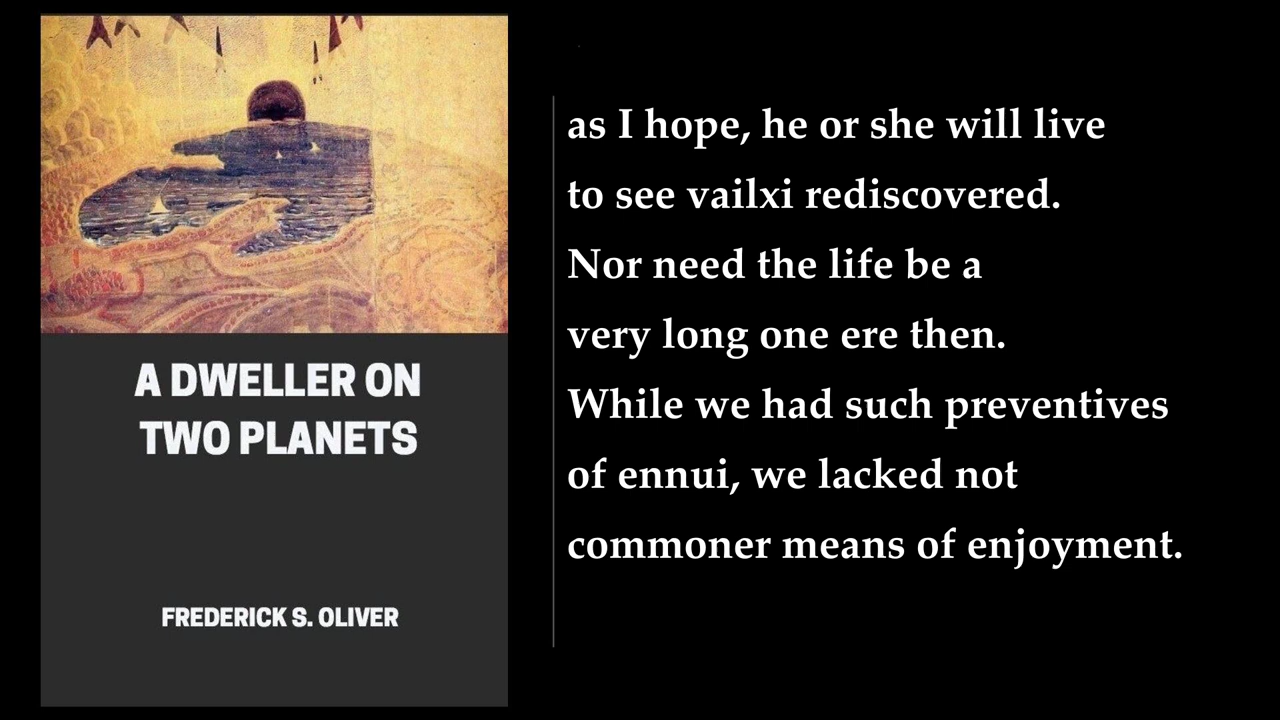 A DWELLER ON
TWO PLANETS
FREDERICK S. OLIVER
as I hope, he or she will live
to see vailxi rediscovered.
Nor need the life be a
very long one ere then.
While we had such preventives
of ennui, we lacked not
commoner means of enjoyment.